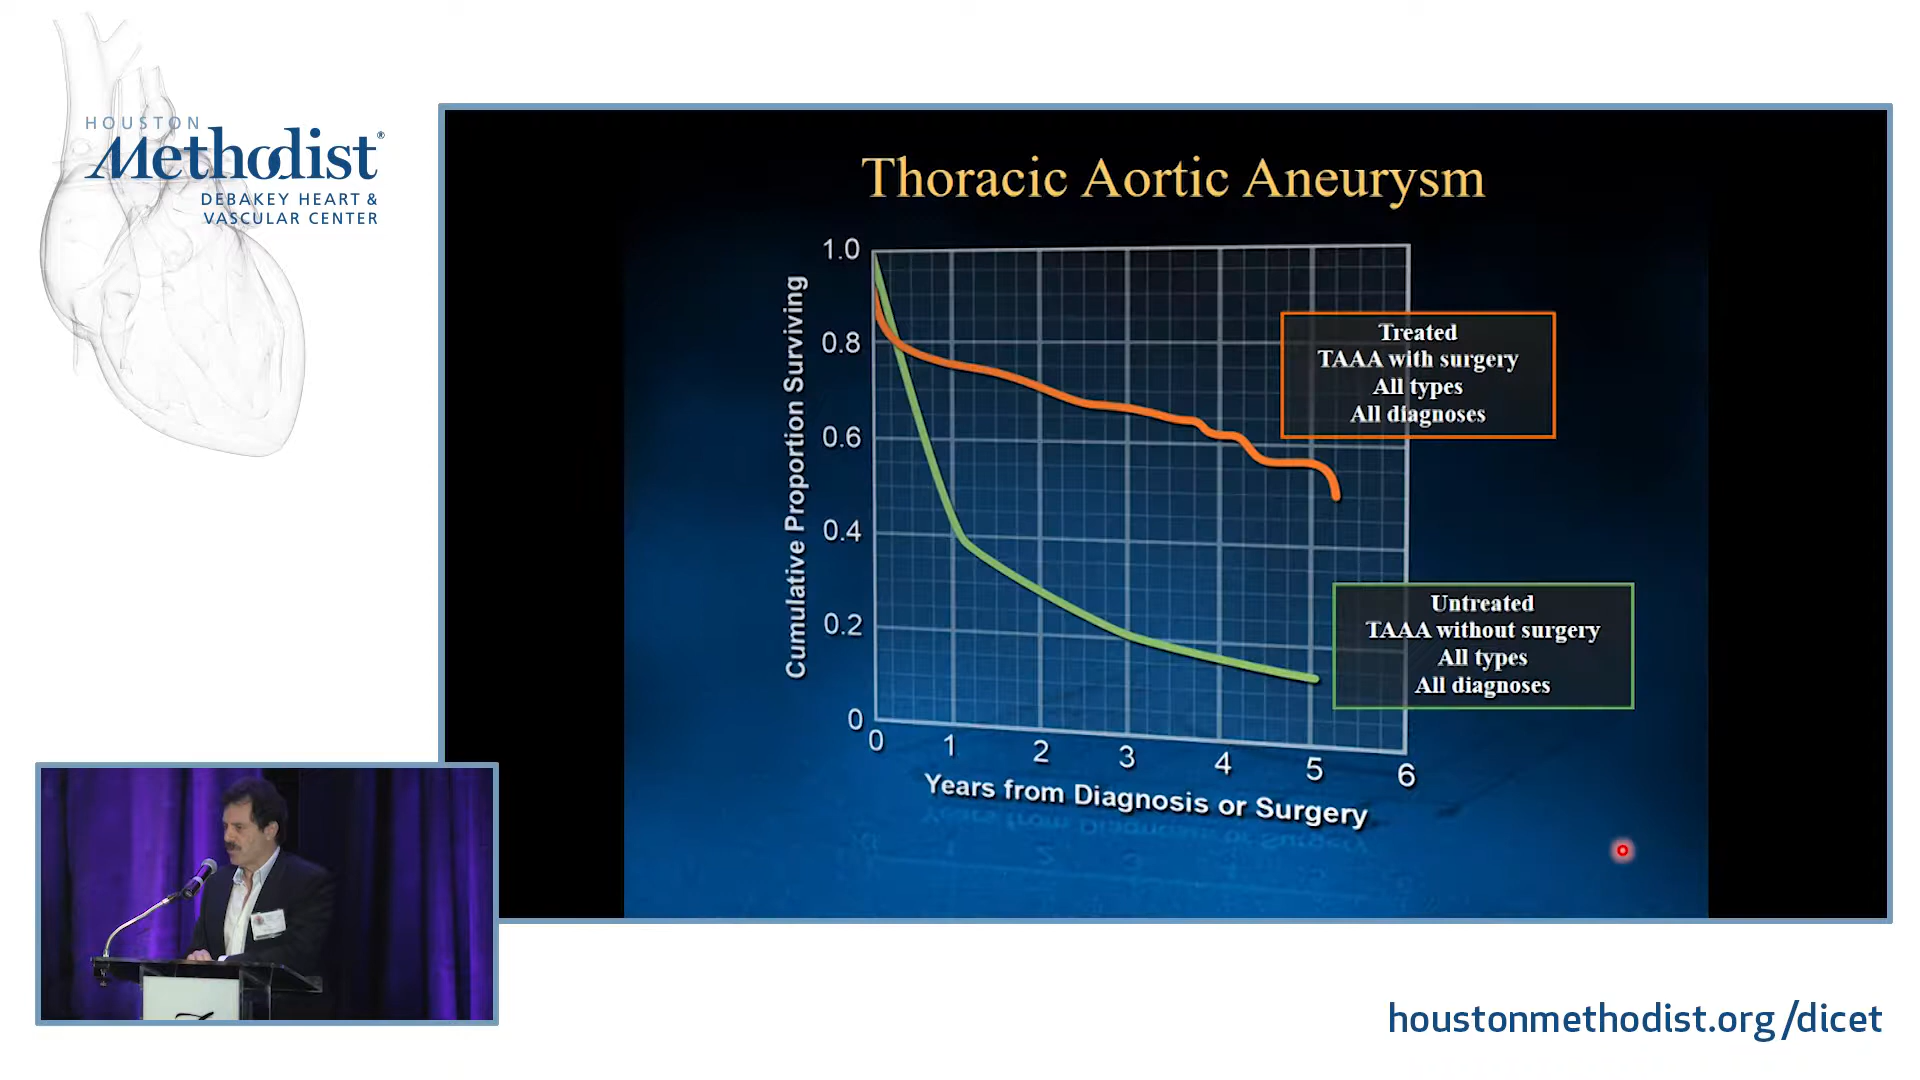 HOUSTON
Methodist®
DEBAKEY HEART &
VASCULAR CENTER
Thoracic Aortic Aneurysm
Cumulative Proportion Surviving
1.0
0.8
0.6
0.4
0.2
0
0 1 2 3 4 5 6
Years from Diagnosis or Surgery
Treated
TAAA with surgery
All types
All diagnoses
Untreated
TAAA without surgery
All types
All diagnoses
houstonmethodist.org/dicet